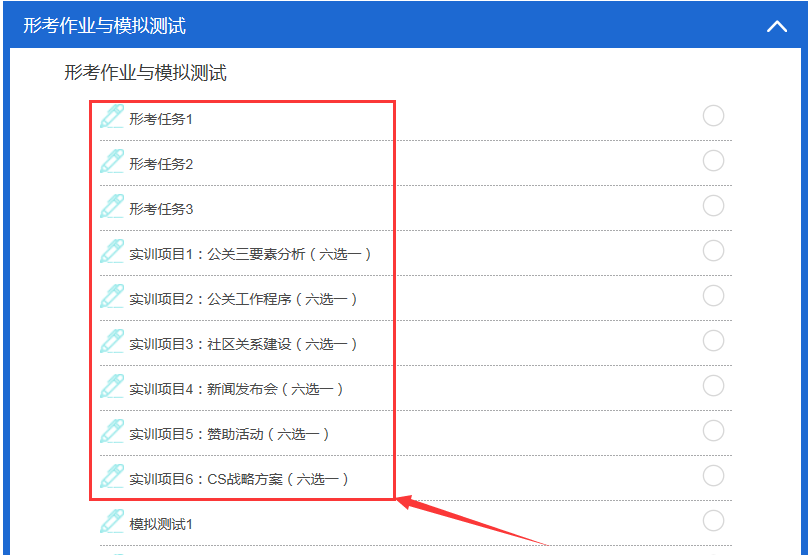 形考作业与模拟测试
形考作业与模拟测试
形考任务1
形考任务2
形考任务3
实训项目1：公关三要素分析（六选一）
实训项目2：公关工作程序（六选一）
实训项目3：社区关系建设（六选一）
实训项目4：新闻发布会（六选一）
实训项目5：赞助活动（六选一）
实训项目6：CS战略方案（六选一）
模拟测试1